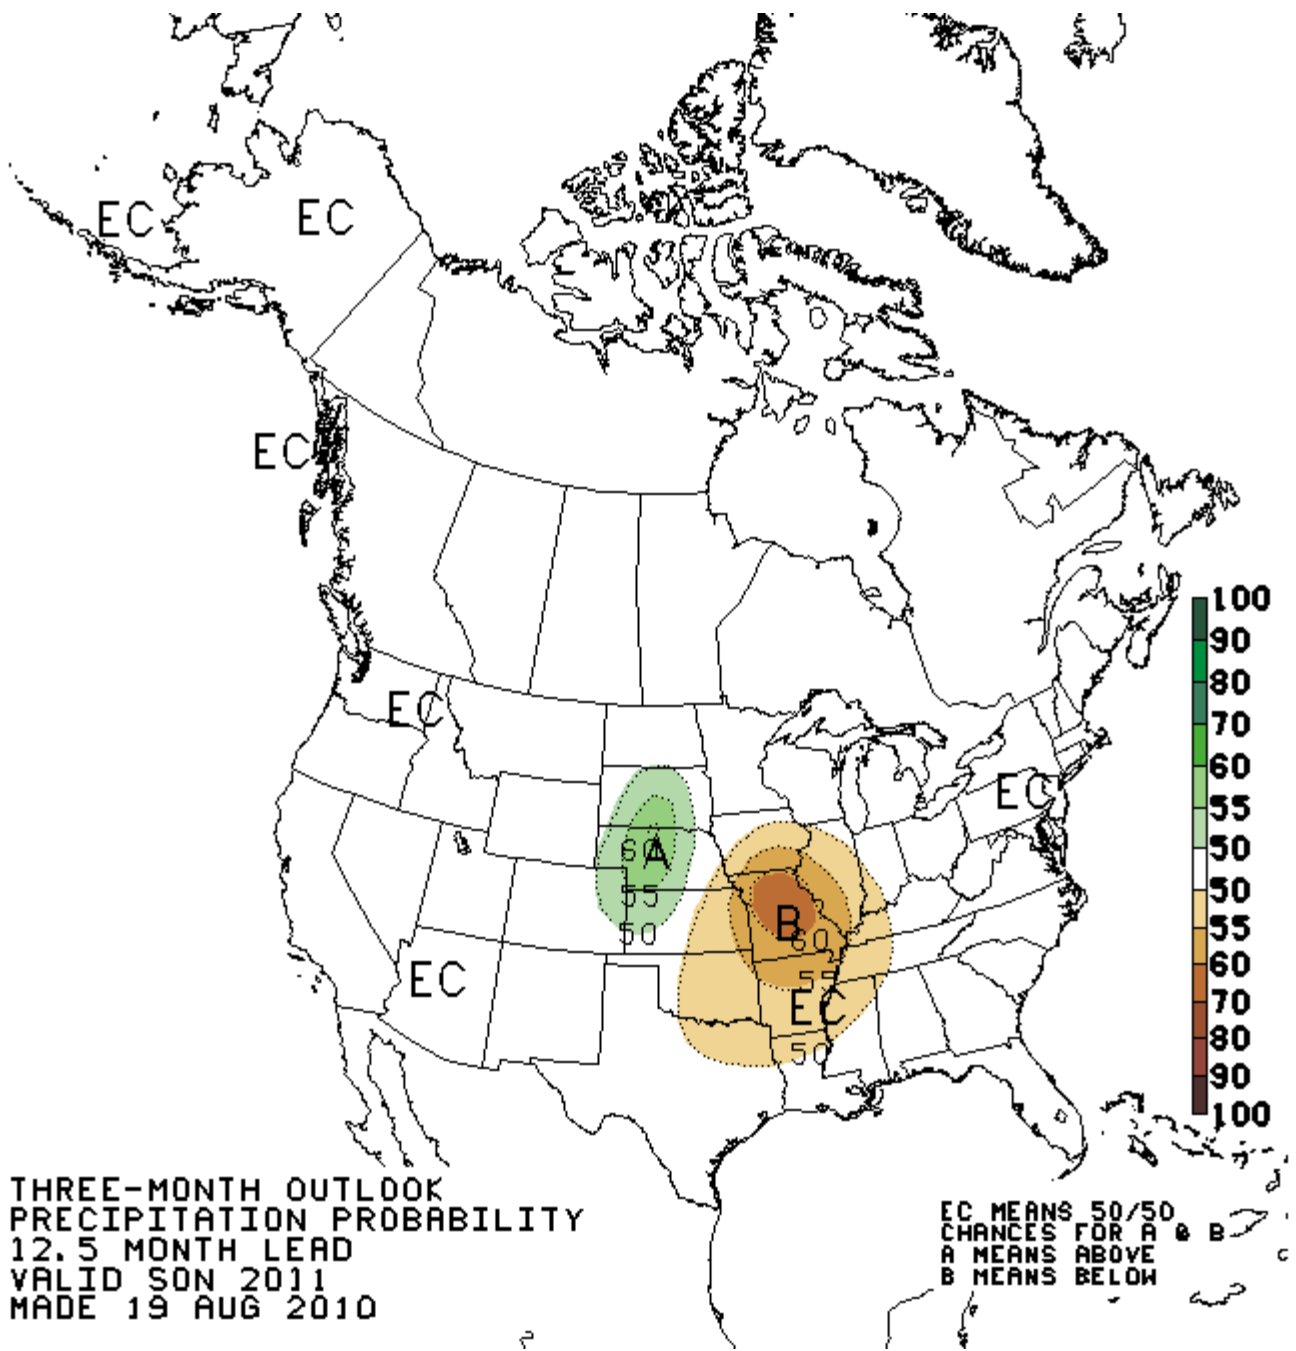 EC
EC
EC
EC
EC
EC
EC
A
60
55
50
B
60
55
50
100
90
80
70
60
55
50
50
55
60
70
80
90
100
THREE-MONTH OUTLOOK
PRECIPITATION PROBABILITY
12.5 MONTH LEAD
VALID SON 2011
MADE 19 AUG 2010
EC MEANS 50/50
CHANCES FOR A & B
A MEANS ABOVE
B MEANS BELOW